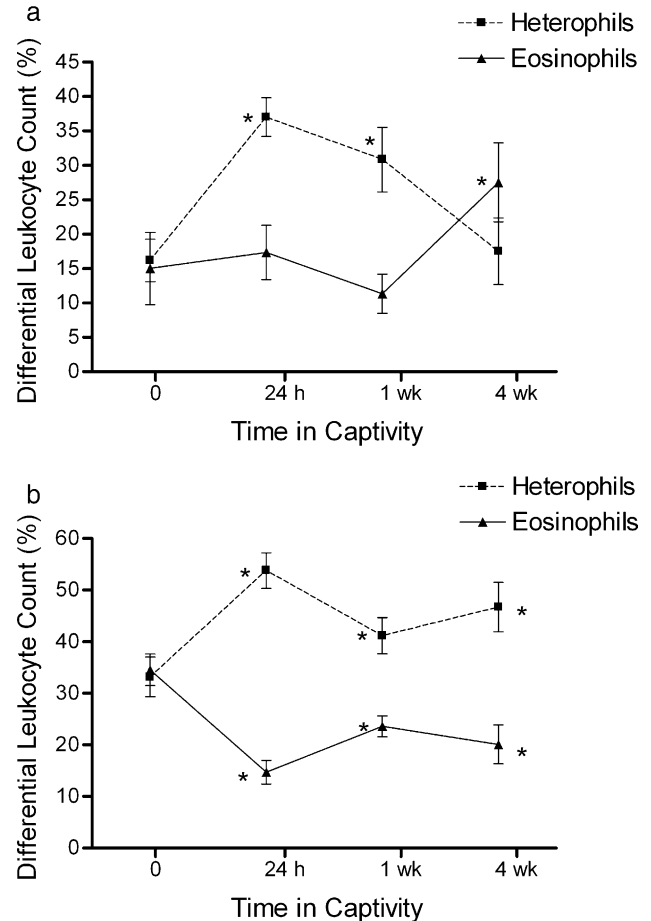 a
Heterophils
Eosinophils
Differential Leukocyte Count (%)
45
40
35
30
25
20
15
10
5
0
* * *
0 24 h 1 wk 4 wk
Time in Captivity
b
Heterophils
Eosinophils
Differential Leukocyte Count (%)
60
50
40
30
20
10
0
* * *
* * *
0 24 h 1 wk 4 wk
Time in Captivity